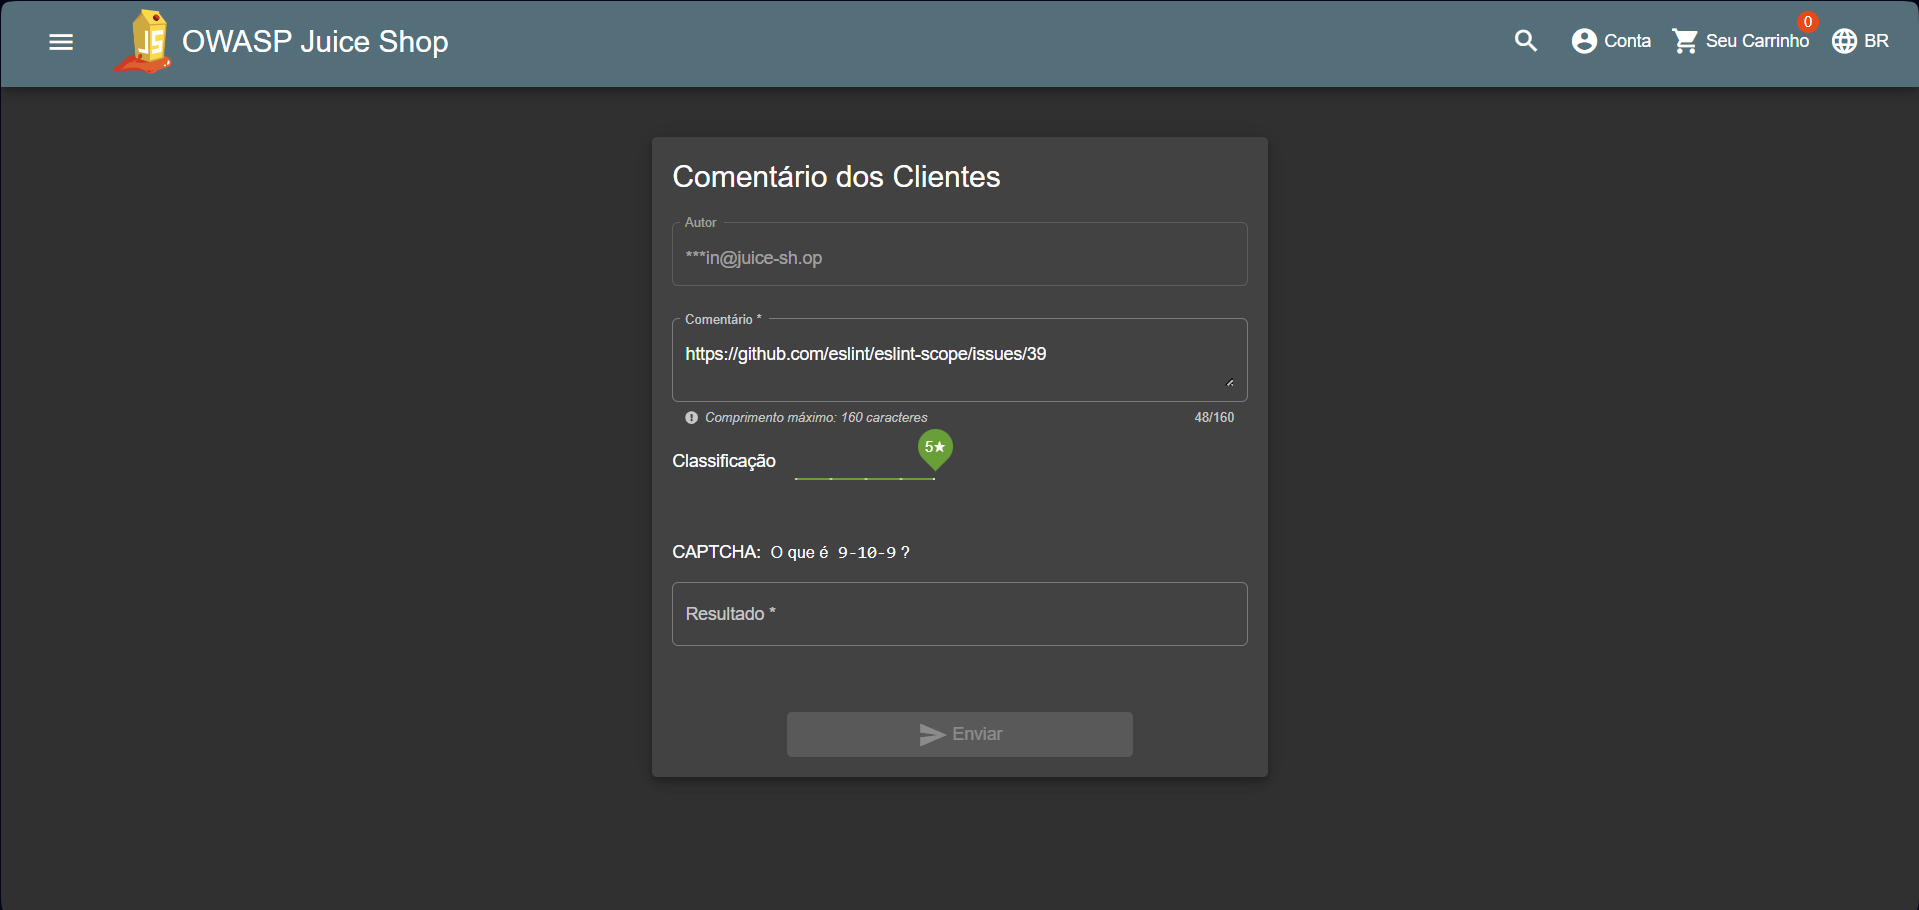 OWASP Juice Shop
Conta
Seu Carrinho
0
BR
Comentário dos Clientes
Autor
***in@juice-sh.op
Comentário *
https://github.com/eslint/eslint-scope/issues/39
Comprimento máximo: 160 caracteres
48/160
Classificação
5★
CAPTCHA: O que é 9-10-9 ?
Resultado *
Enviar